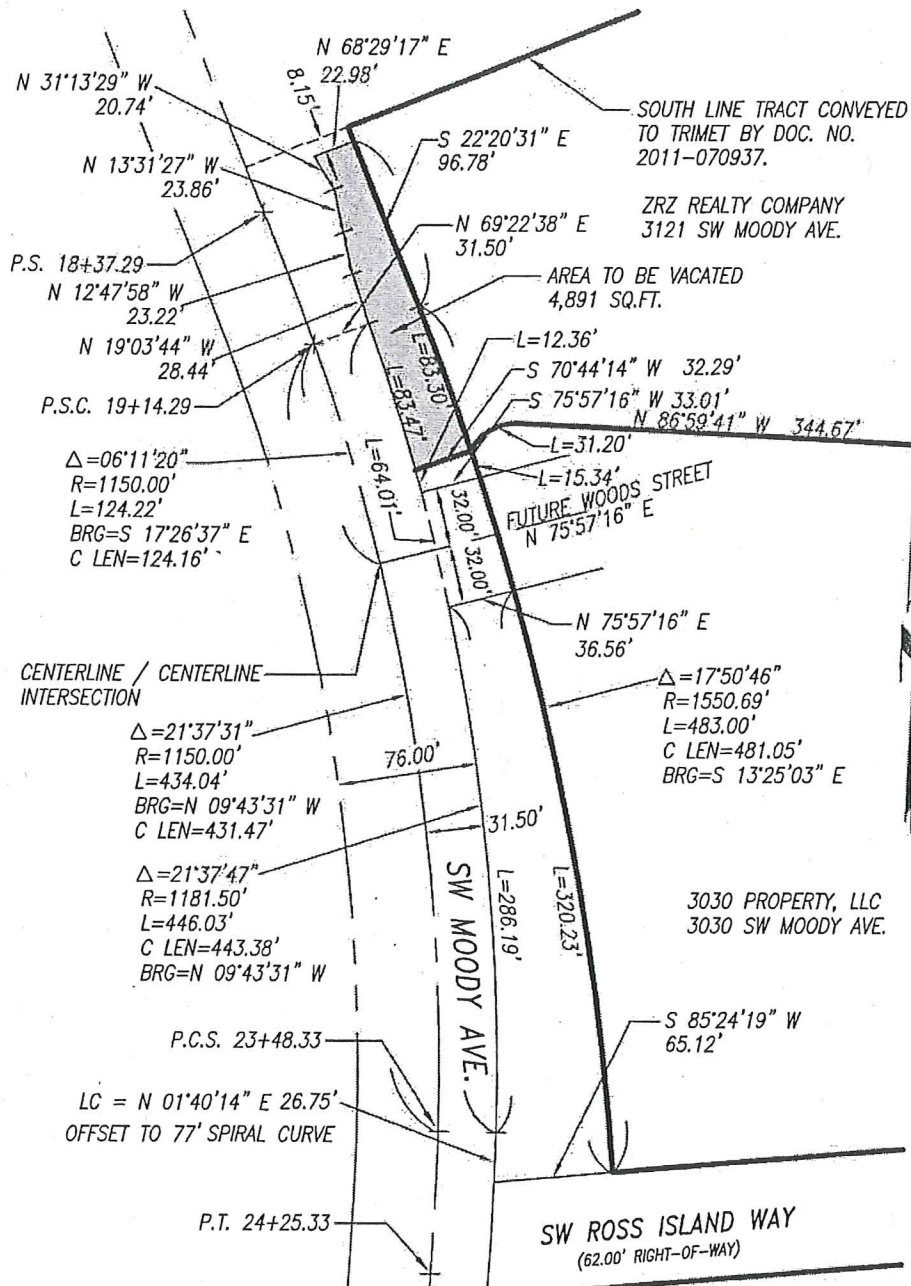 N 68°29'17" E
22.98'
N 31°13'29" W
20.74'
8.15'
SOUTH LINE TRACT CONVEYED
TO TRIMET BY DOC. NO.
2011-070937.
S 22°20'31" E
96.78'
N 13°31'27" W
23.86'
ZRZ REALTY COMPANY
3121 SW MOODY AVE.
N 69°22'38" E
31.50'
P.S. 18+37.29
AREA TO BE VACATED
4,891 SQ.FT.
N 12°47'58" W
23.22'
L=12.36'
N 19°03'44" W
28.44'
S 70°44'14" W 32.29'
S 75°57'16" W 33.01'
N 86°59'41" W 344.67'
L=83.30'
L=83.47'
P.S.C. 19+14.29
L=31.20'
L=15.34'
Δ=06°11'20"
R=1150.00'
L=124.22'
BRG=S 17°26'37" E
C LEN=124.16'
L=64.01'
32.00'
32.00'
FUTURE WOODS STREET
N 75°57'16" E
N 75°57'16" E
36.56'
CENTERLINE / CENTERLINE
INTERSECTION
Δ=17°50'46"
R=1550.69'
L=483.00'
C LEN=481.05'
BRG=S 13°25'03" E
Δ=21°37'31"
R=1150.00'
L=434.04'
BRG=N 09°43'31" W
C LEN=431.47'
76.00'
31.50'
Δ=21°37'47"
R=1181.50'
L=446.03'
C LEN=443.38'
BRG=N 09°43'31" W
SW MOODY AVE.
L=286.19'
L=320.23'
3030 PROPERTY, LLC
3030 SW MOODY AVE.
S 85°24'19" W
65.12'
P.C.S. 23+48.33
LC = N 01°40'14" E 26.75'
OFFSET TO 77' SPIRAL CURVE
P.T. 24+25.33
SW ROSS ISLAND WAY
(62.00' RIGHT-OF-WAY)